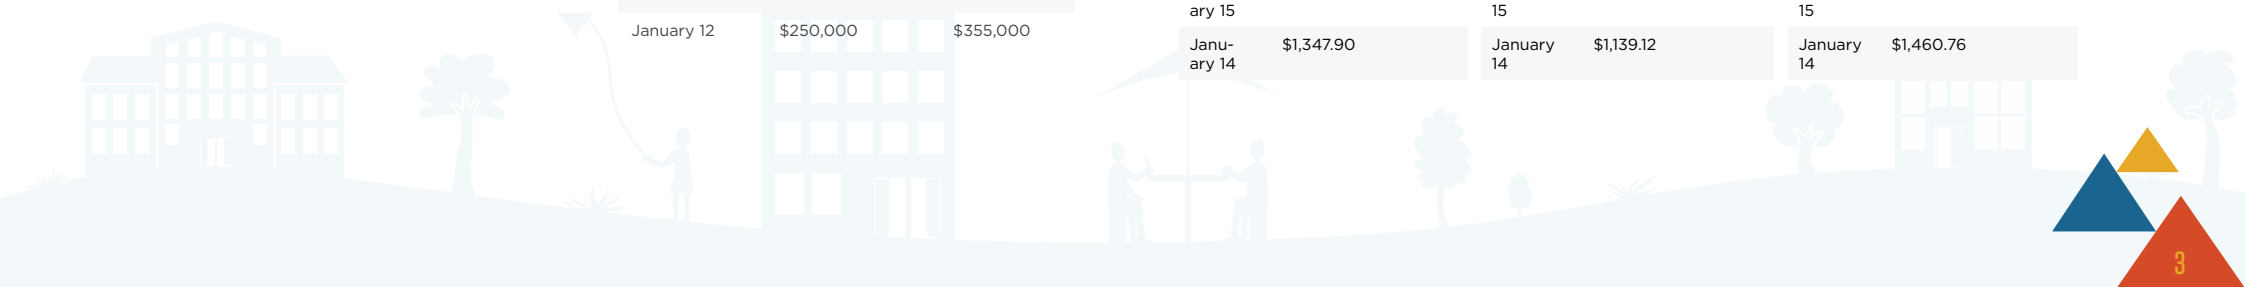 January 12 $250,000 $355,000
ary 15
Janu-
ary 14 $1,347.90
15
January
14 $1,139.12
15
January
14 $1,460.76
3